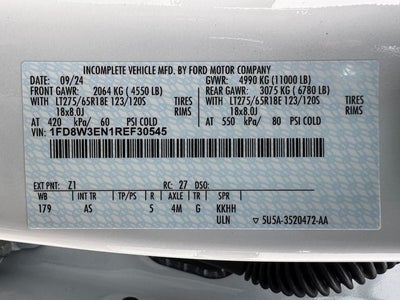 INCOMPLETE VEHICLE MFD. BY FORD MOTOR COMPANY
09/24 GVWR: 4990 KG (11000 LB)
FRONT GAWR: 2064 KG (4550 LB) REAR GAWR: 3075 KG (6780 LB)
WITH LT275/65R18E 123/120S TIRES WITH LT275/65R18E 123/120S TIRES
18x8.0J RIMS 18x8.0J RIMS
AT 420 kPa/ 60 PSI COLD AT 550 kPa/ 80 PSI COLD
VIN: 1FD8W3EN1REF30545
EXT PNT: Z1 RC: 27 DSO:
WB INT TR TP/PS R AXLE TR SPR
179 AS 5 4M G KKHH
ULN 5U5A-3520472-AA